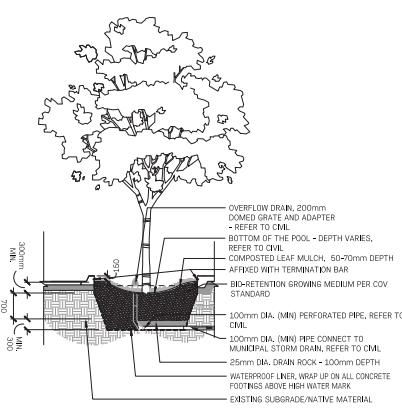 OVERFLOW DRAIN, 200mm
DOMED GRATE AND ADAPTER
- REFER TO CIVIL
BOTTOM OF THE POOL - DEPTH VARIES,
REFER TO CIVIL
COMPOSTED LEAF MULCH, 50-70mm DEPTH
AFFIXED WITH TERMINATION BAR
BIO-RETENTION GROWING MEDIUM PER COV
STANDARD
100mm DIA. (MIN) PERFORATED PIPE, REFER TO
CIVIL
100mm DIA. (MIN) PIPE CONNECT TO
MUNICIPAL STORM DRAIN, REFER TO CIVIL
25mm DIA. DRAIN ROCK - 100mm DEPTH
WATERPROOF LINER, WRAP UP ON ALL CONCRETE
FOOTINGS ABOVE HIGH WATER MARK
EXISTING SUBGRADE/NATIVE MATERIAL
150
MIN.
300mm
700
MIN.
300